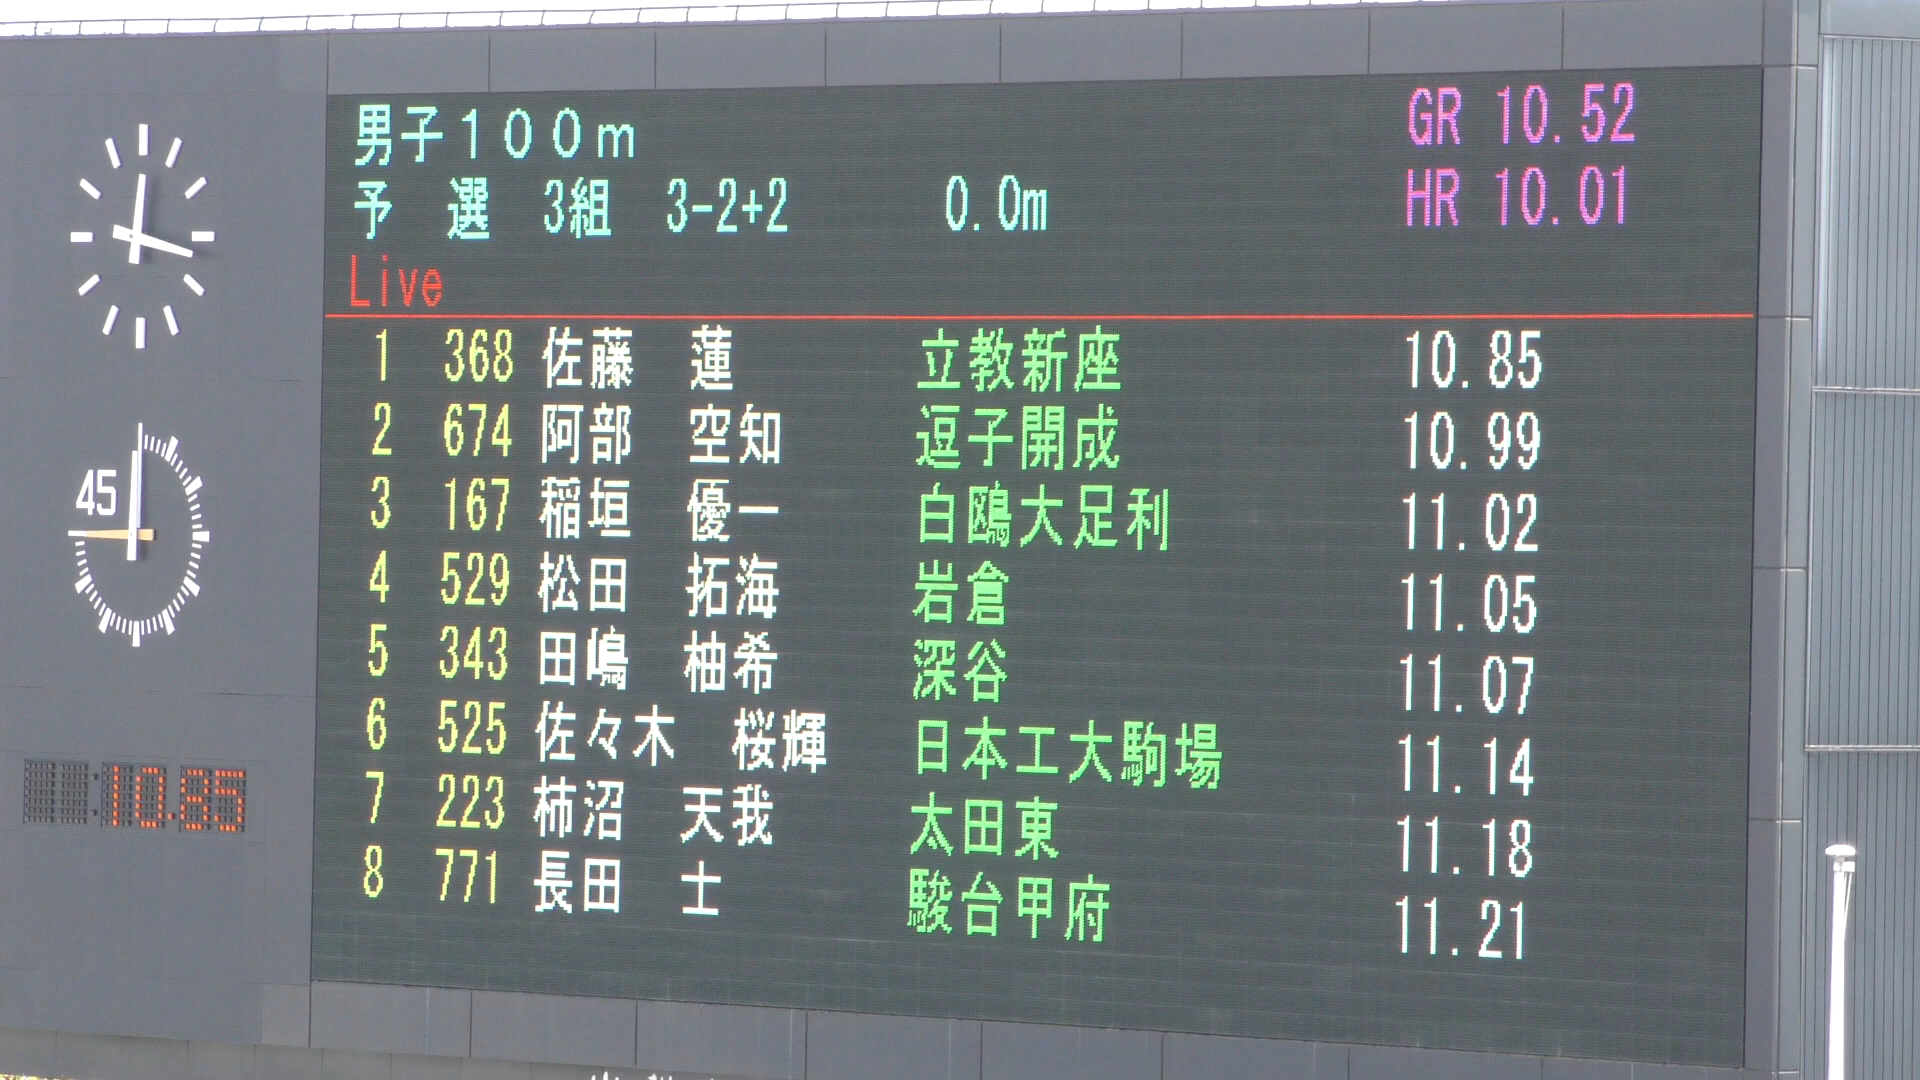 男子１００ｍ GR 10.52
予 選 3組 3-2+2 0.0m HR 10.01
Live
1 368 佐藤 蓮 立教新座 10.85
2 674 阿部 空知 逗子開成 10.99
3 167 稲垣 優一 白鴎大足利 11.02
4 529 松田 拓海 岩倉 11.05
5 343 田嶋 柚希 深谷 11.07
6 525 佐々木 桜輝 日本工大駒場 11.14
7 223 柿沼 天我 太田東 11.18
8 771 長田 士 駿台甲府 11.21
45
10.85